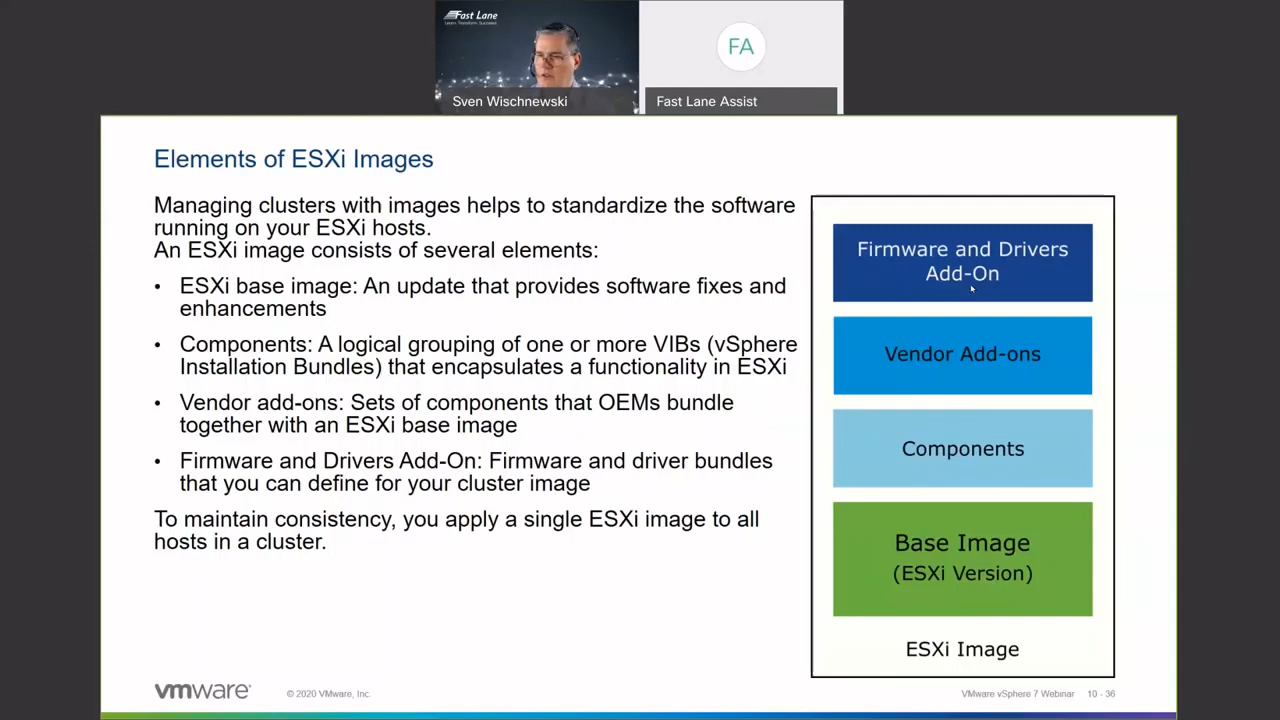 Fast Lane
FA
Sven Wischnewski
Fast Lane Assist
Elements of ESXi Images
Managing clusters with images helps to standardize the software
running on your ESXi hosts.
An ESXi image consists of several elements:
• ESXi base image: An update that provides software fixes and
enhancements
• Components: A logical grouping of one or more VIBs (vSphere
Installation Bundles) that encapsulates a functionality in ESXi
• Vendor add-ons: Sets of components that OEMs bundle
together with an ESXi base image
• Firmware and Drivers Add-On: Firmware and driver bundles
that you can define for your cluster image
To maintain consistency, you apply a single ESXi image to all
hosts in a cluster.
Firmware and Drivers
Add-On
Vendor Add-ons
Components
Base Image
(ESXi Version)
ESXi Image
vmware®
© 2020 VMware, Inc.
VMware vSphere 7 Webinar 10 - 36